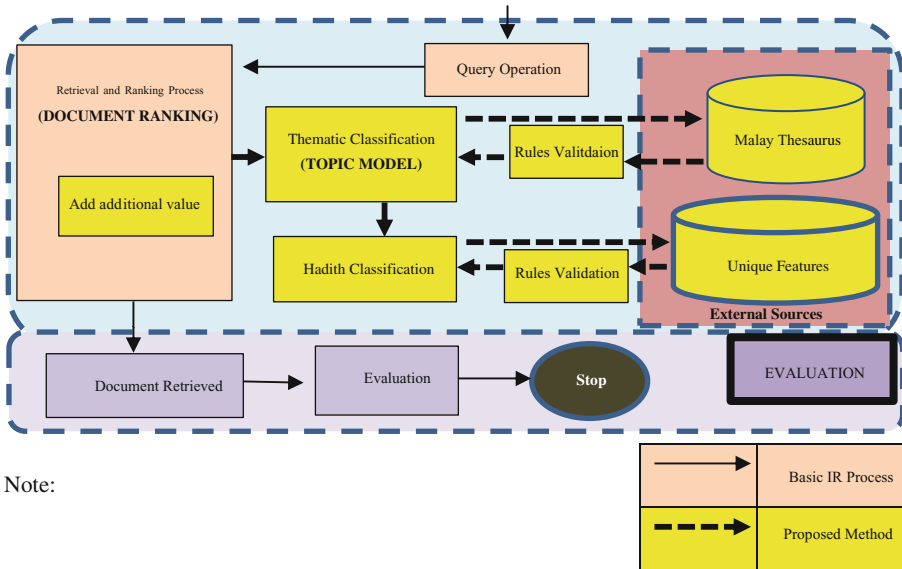 Query Operation
Retrieval and Ranking Process
(DOCUMENT RANKING)
Add additional value
Thematic Classification
(TOPIC MODEL)
Rules Valitdaion
Malay Thesaurus
Hadith Classification
Rules Validation
Unique Features
External Sources
Document Retrieved
Evaluation
Stop
EVALUATION
Note:
Basic IR Process
Proposed Method